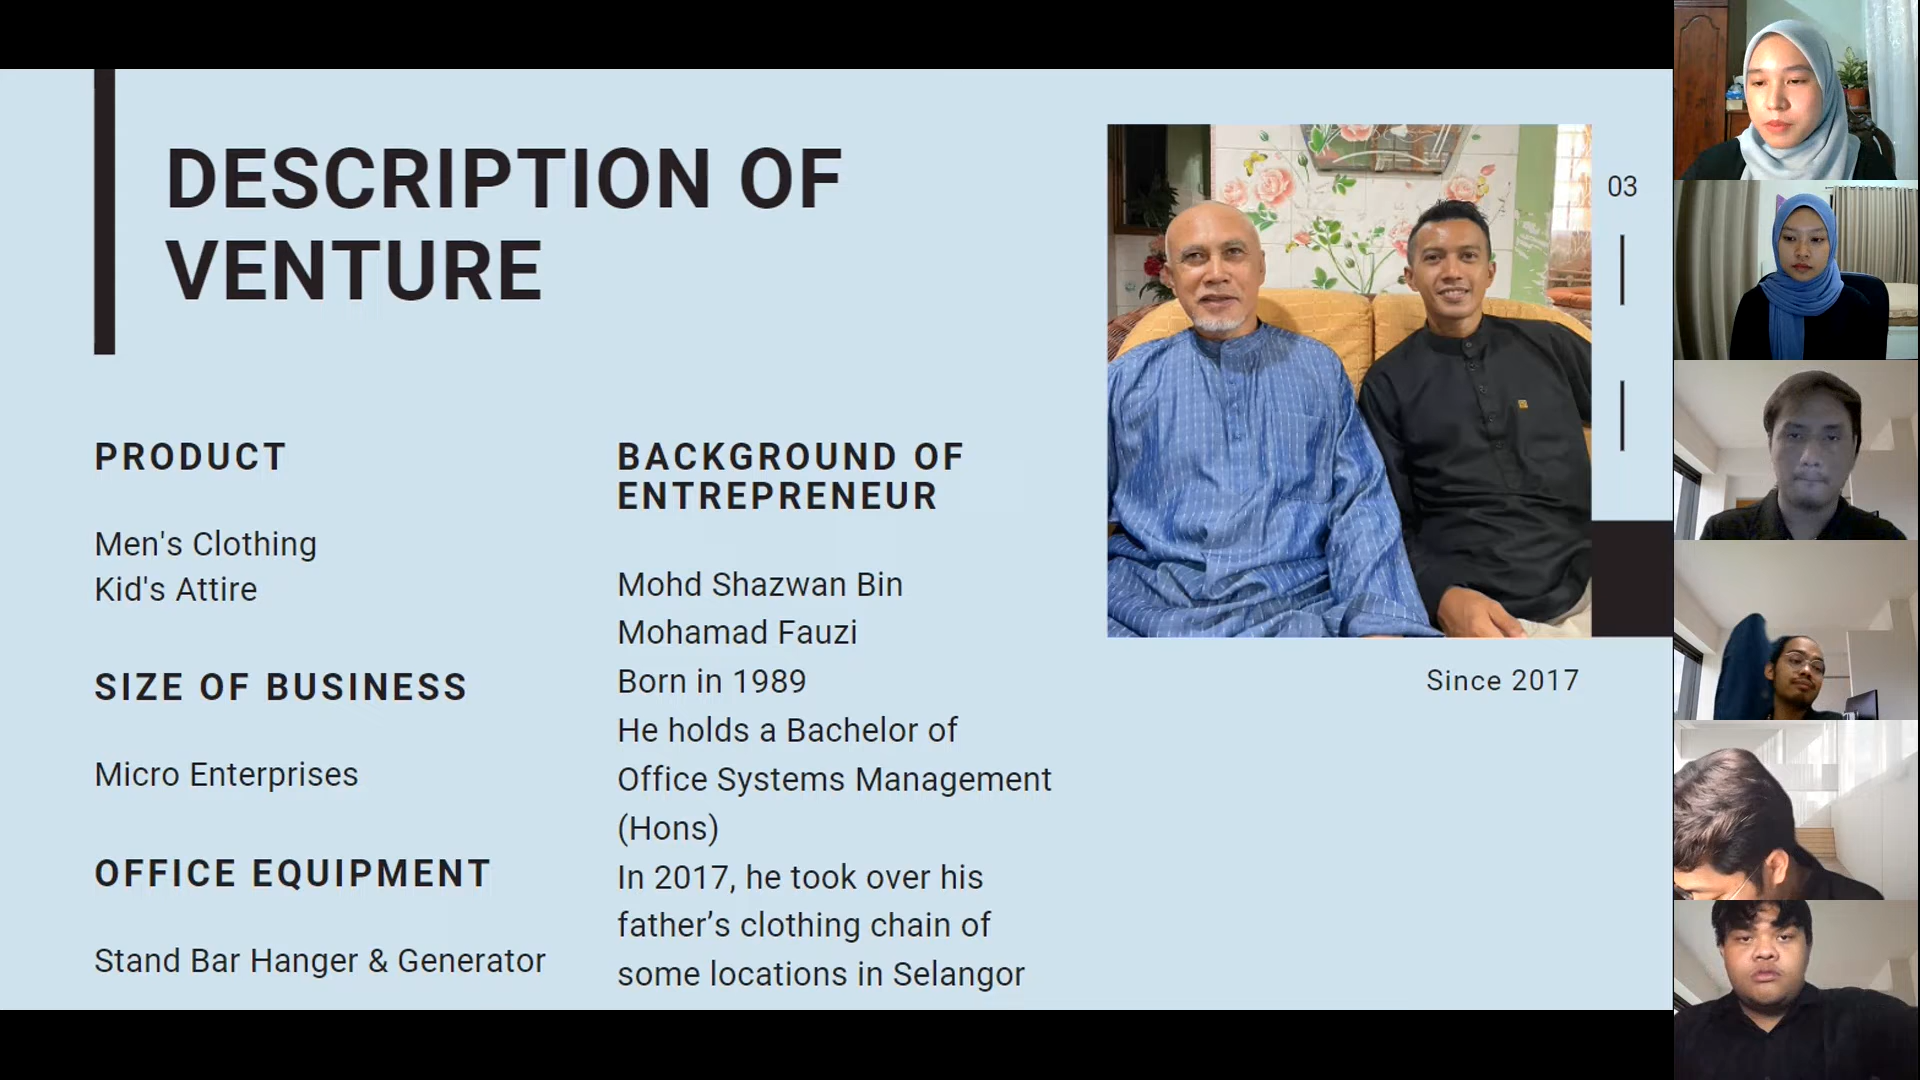 DESCRIPTION OF
VENTURE
03
PRODUCT
Men's Clothing
Kid's Attire
SIZE OF BUSINESS
Micro Enterprises
OFFICE EQUIPMENT
Stand Bar Hanger & Generator
BACKGROUND OF
ENTREPRENEUR
Mohd Shazwan Bin
Mohamad Fauzi
Born in 1989
He holds a Bachelor of
Office Systems Management
(Hons)
In 2017, he took over his
father’s clothing chain of
some locations in Selangor
Since 2017